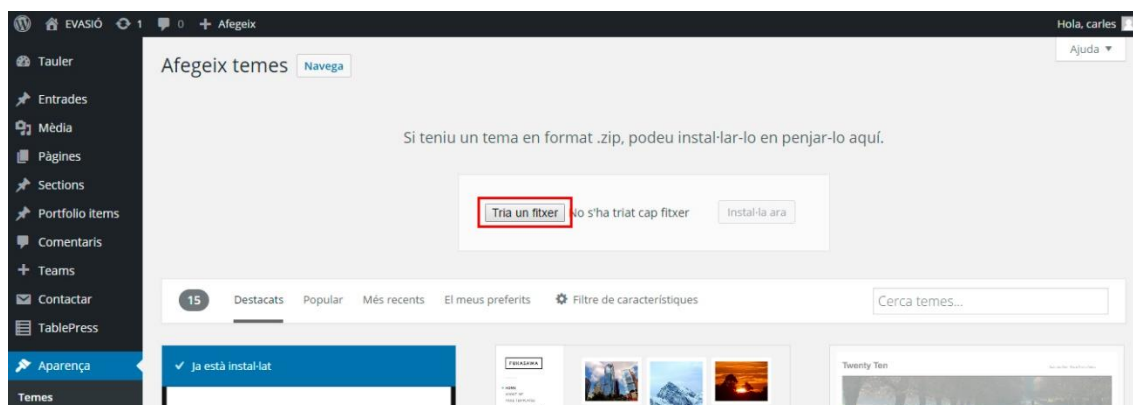 EVASIÓ 1 0 + Afegeix Hola, carles
Ajuda ▼
Tauler
Entrades
Mèdia
Pàgines
Sections
Portfolio items
Comentaris
Teams
Contactar
TablePress
Aparença
Temes
Afegeix temes Navega
Si teniu un tema en format .zip, podeu instal·lar-lo en penjar-lo aquí.
Tria un fitxer No s'ha triat cap fitxer Instal·la ara
15 Destacats Popular Més recents El meus preferits Filtre de característiques Cerca temes...
Ja està instal·lat
FUKASAWA
Twenty Ten